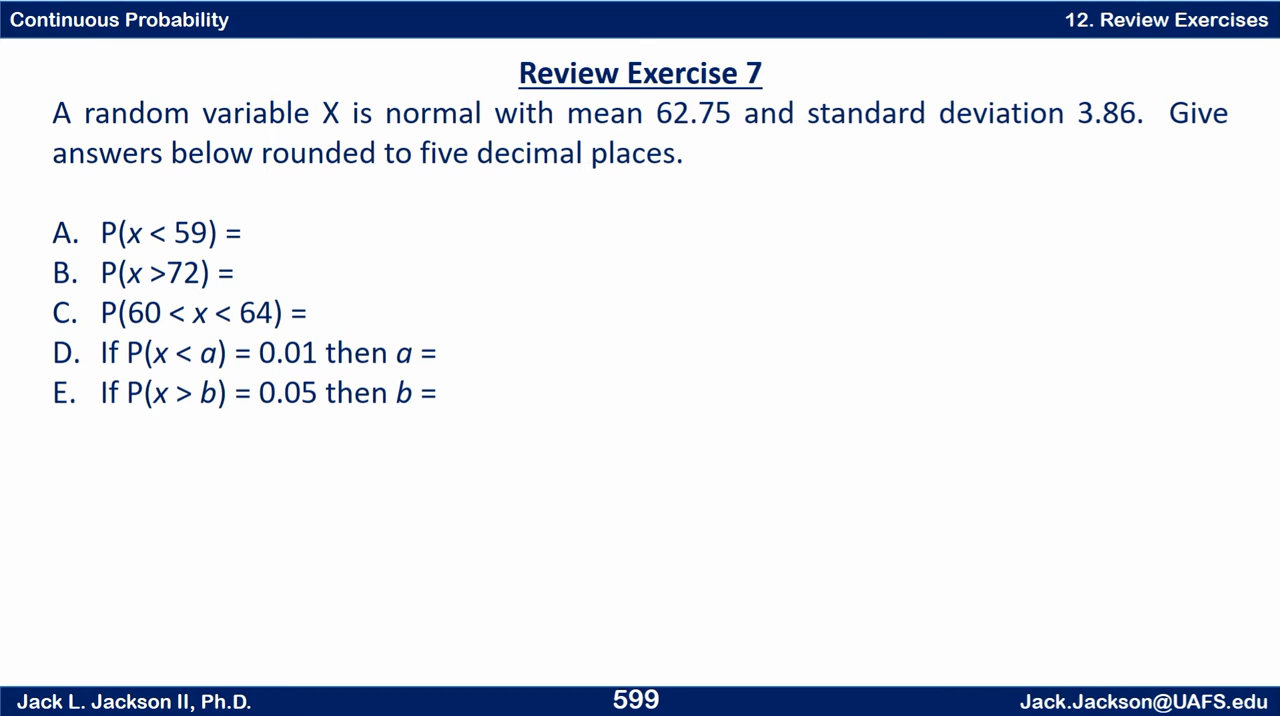 Continuous Probability
12. Review Exercises
Review Exercise 7
A random variable X is normal with mean 62.75 and standard deviation 3.86. Give
answers below rounded to five decimal places.
A. P(x < 59) =
B. P(x >72) =
C. P(60 < x < 64) =
D. If P(x < a) = 0.01 then a =
E. If P(x > b) = 0.05 then b =
Jack L. Jackson II, Ph.D.
599
Jack.Jackson@UAFS.edu